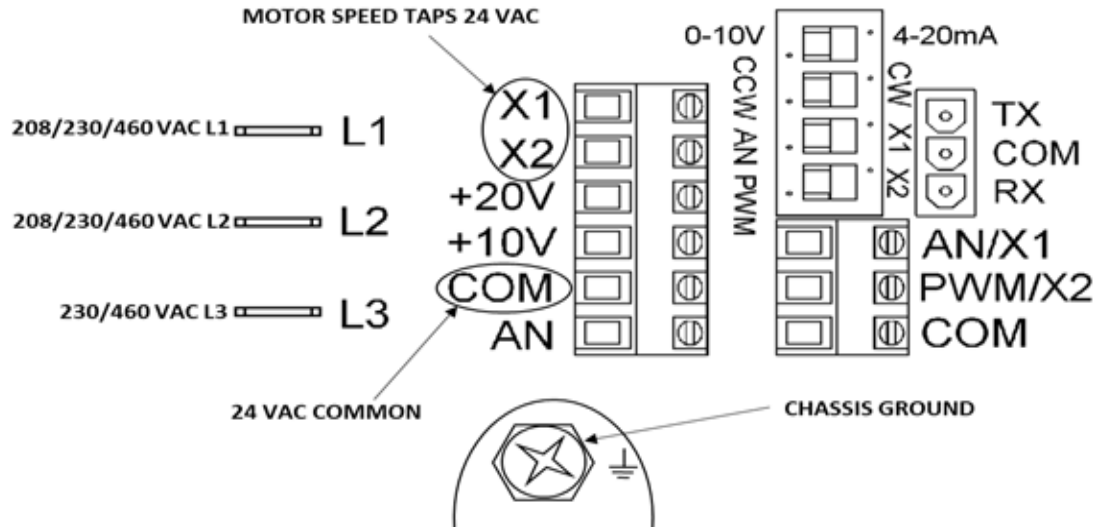 MOTOR SPEED TAPS 24 VAC
0-10V
4-20mA
CCW AN PWM
CW X1 X2
208/230/460 VAC L1
L1
208/230/460 VAC L2
L2
230/460 VAC L3
L3
X1
X2
+20V
+10V
COM
AN
TX
COM
RX
AN/X1
PWM/X2
COM
24 VAC COMMON
CHASSIS GROUND